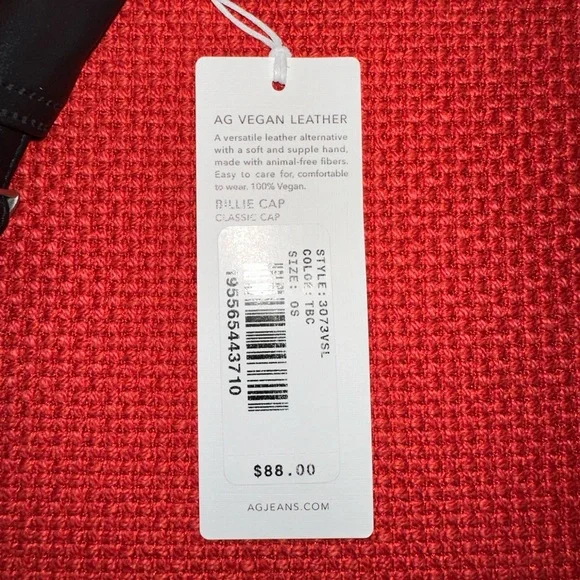 AG VEGAN LEATHER
A versatile leather alternative
with a soft and supple hand,
made with animal-free fibers.
Easy to care for, comfortable
to wear. 100% Vegan.
BILLIE CAP
CLASSIC CAP
STYLE: 3073VSL
COLOR: TBC
SIZE: OS
195565443710
$88.00
AGJEANS.COM